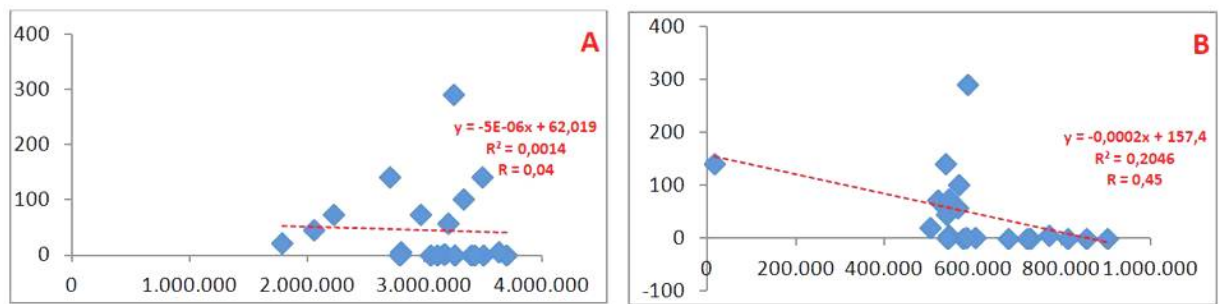 400
300
200
100
0
0
1.000.000
2.000.000
3.000.000
4.000.000
A
y = -5E-06x + 62,019
R² = 0,0014
R = 0,04
400
300
200
100
0
-100
0
200.000
400.000
600.000
800.000
1.000.000
B
y = -0,0002x + 157,4
R² = 0,2046
R = 0,45